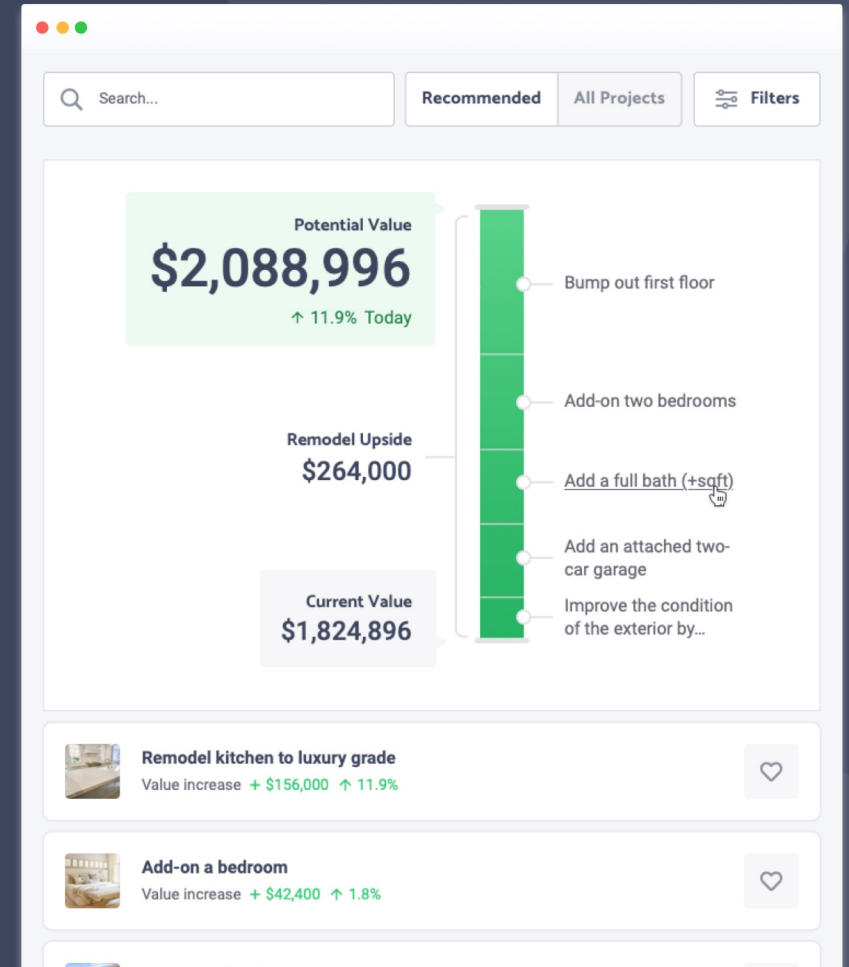 Search...
Recommended
All Projects
Filters
Potential Value
$2,088,996
↑ 11.9% Today
Bump out first floor
Add-on two bedrooms
Remodel Upside
$264,000
Add a full bath (+sqft)
Add an attached two-
car garage
Current Value
$1,824,896
Improve the condition
of the exterior by...
Remodel kitchen to luxury grade
Value increase + $156,000 ↑ 11.9%
Add-on a bedroom
Value increase + $42,400 ↑ 1.8%